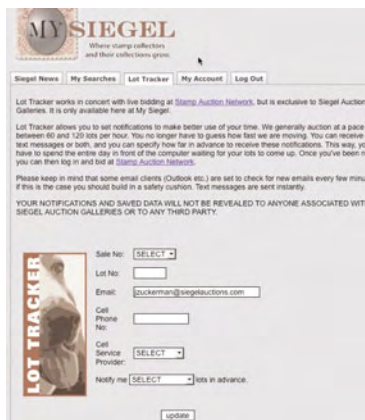 MY SIEGEL
Where stamp collectors
and their collections grow.
Siegel News My Searches Lot Tracker My Account Log Out
Lot Tracker works in concert with live bidding at Stamp Auction Network, but is exclusive to Siegel Auction
Galleries. It is only available here at My Siegel.
Lot Tracker allows you to set notifications to make better use of your time. We generally auction at a pace
between 60 and 120 lots per hour. You no longer have to guess how fast we are moving. You can receive
text messages or both, and you can specify how far in advance to receive these notifications. This way, yo
have to spend the entire day in front of the computer waiting for your lots to come up. Once you've been n
you can then log in and bid at Stamp Auction Network.
Please keep in mind that some email clients (Outlook etc.) are set to check for new emails every few minu
if this is the case you should build in a safety cushion. Text messages are sent instantly.
YOUR NOTIFICATIONS AND SAVED DATA WILL NOT BE REVEALED TO ANYONE ASSOCIATED WIT
SIEGEL AUCTION GALLERIES OR TO ANY THIRD PARTY.
LOT TRACKER
Sale No: SELECT
Lot No:
Email: jzuckerman@siegelauctions.com
Cell
Phone
No:
Cell
Service
Provider: SELECT
Notify me SELECT lots in advance.
update